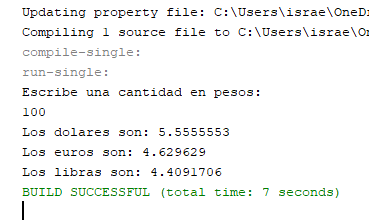 Updating property file: C:\Users\israe\OneD
Compiling 1 source file to C:\Users\israe\On
compile-single:
run-single:
Escribe una cantidad en pesos:
100
Los dolares son: 5.5555553
Los euros son: 4.629629
Los libras son: 4.4091706
BUILD SUCCESSFUL (total time: 7 seconds)